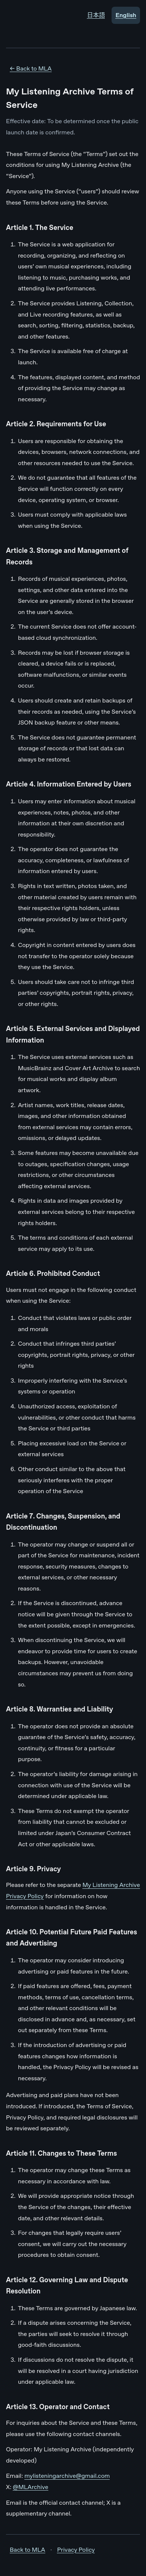 日本語 English
← Back to MLA
My Listening Archive Terms of
Service
Effective date: To be determined once the public
launch date is confirmed.
These Terms of Service (the “Terms”) set out the
conditions for using My Listening Archive (the
“Service”).
Anyone using the Service (“users”) should review
these Terms before using the Service.
Article 1. The Service
1. The Service is a web application for
recording, organizing, and reflecting on
users’ own musical experiences, including
listening to music, purchasing works, and
attending live performances.
2. The Service provides Listening, Collection,
and Live recording features, as well as
search, sorting, filtering, statistics, backup,
and other features.
3. The Service is available free of charge at
launch.
4. The features, displayed content, and method
of providing the Service may change as
necessary.
Article 2. Requirements for Use
1. Users are responsible for obtaining the
devices, browsers, network connections, and
other resources needed to use the Service.
2. We do not guarantee that all features of the
Service will function correctly on every
device, operating system, or browser.
3. Users must comply with applicable laws
when using the Service.
Article 3. Storage and Management of
Records
1. Records of musical experiences, photos,
settings, and other data entered into the
Service are generally stored in the browser
on the user’s device.
2. The current Service does not offer account-
based cloud synchronization.
3. Records may be lost if browser storage is
cleared, a device fails or is replaced,
software malfunctions, or similar events
occur.
4. Users should create and retain backups of
their records as needed, using the Service’s
JSON backup feature or other means.
5. The Service does not guarantee permanent
storage of records or that lost data can
always be restored.
Article 4. Information Entered by Users
1. Users may enter information about musical
experiences, notes, photos, and other
information at their own discretion and
responsibility.
2. The operator does not guarantee the
accuracy, completeness, or lawfulness of
information entered by users.
3. Rights in text written, photos taken, and
other material created by users remain with
their respective rights holders, unless
otherwise provided by law or third-party
rights.
4. Copyright in content entered by users does
not transfer to the operator solely because
they use the Service.
5. Users should take care not to infringe third
parties’ copyrights, portrait rights, privacy,
or other rights.
Article 5. External Services and Displayed
Information
1. The Service uses external services such as
MusicBrainz and Cover Art Archive to search
for musical works and display album
artwork.
2. Artist names, work titles, release dates,
images, and other information obtained
from external services may contain errors,
omissions, or delayed updates.
3. Some features may become unavailable due
to outages, specification changes, usage
restrictions, or other circumstances
affecting external services.
4. Rights in data and images provided by
external services belong to their respective
rights holders.
5. The terms and conditions of each external
service may apply to its use.
Article 6. Prohibited Conduct
Users must not engage in the following conduct
when using the Service:
1. Conduct that violates laws or public order
and morals
2. Conduct that infringes third parties’
copyrights, portrait rights, privacy, or other
rights
3. Improperly interfering with the Service’s
systems or operation
4. Unauthorized access, exploitation of
vulnerabilities, or other conduct that harms
the Service or third parties
5. Placing excessive load on the Service or
external services
6. Other conduct similar to the above that
seriously interferes with the proper
operation of the Service
Article 7. Changes, Suspension, and
Discontinuation
1. The operator may change or suspend all or
part of the Service for maintenance, incident
response, security measures, changes to
external services, or other necessary
reasons.
2. If the Service is discontinued, advance
notice will be given through the Service to
the extent possible, except in emergencies.
3. When discontinuing the Service, we will
endeavor to provide time for users to create
backups. However, unavoidable
circumstances may prevent us from doing
so.
Article 8. Warranties and Liability
1. The operator does not provide an absolute
guarantee of the Service’s safety, accuracy,
continuity, or fitness for a particular
purpose.
2. The operator’s liability for damage arising in
connection with use of the Service will be
determined under applicable law.
3. These Terms do not exempt the operator
from liability that cannot be excluded or
limited under Japan’s Consumer Contract
Act or other applicable laws.
Article 9. Privacy
Please refer to the separate My Listening Archive
Privacy Policy for information on how
information is handled in the Service.
Article 10. Potential Future Paid Features
and Advertising
1. The operator may consider introducing
advertising or paid features in the future.
2. If paid features are offered, fees, payment
methods, terms of use, cancellation terms,
and other relevant conditions will be
disclosed in advance and, as necessary, set
out separately from these Terms.
3. If the introduction of advertising or paid
features changes how information is
handled, the Privacy Policy will be revised as
necessary.
Advertising and paid plans have not been
introduced. If introduced, the Terms of Service,
Privacy Policy, and required legal disclosures will
be reviewed separately.
Article 11. Changes to These Terms
1. The operator may change these Terms as
necessary in accordance with law.
2. We will provide appropriate notice through
the Service of the changes, their effective
date, and other relevant details.
3. For changes that legally require users’
consent, we will carry out the necessary
procedures to obtain consent.
Article 12. Governing Law and Dispute
Resolution
1. These Terms are governed by Japanese law.
2. If a dispute arises concerning the Service,
the parties will seek to resolve it through
good-faith discussions.
3. If discussions do not resolve the dispute, it
will be resolved in a court having jurisdiction
under applicable law.
Article 13. Operator and Contact
For inquiries about the Service and these Terms,
please use the following contact channels.
Operator: My Listening Archive (independently
developed)
Email: mylisteningarchive@gmail.com
X: @MLArchive
Email is the official contact channel; X is a
supplementary channel.
Back to MLA · Privacy Policy